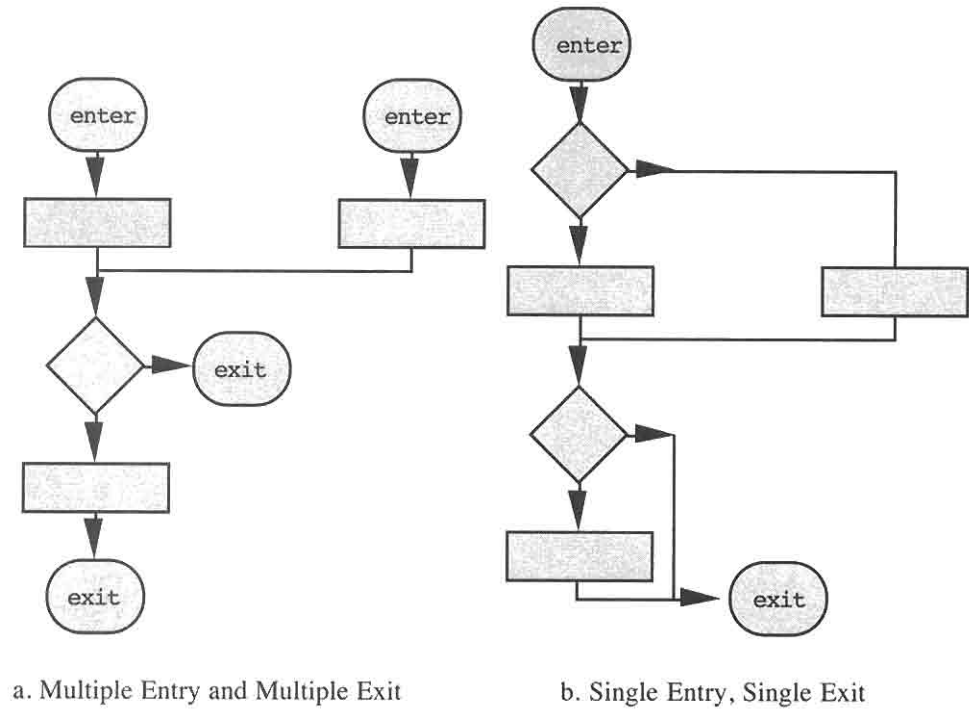 enter
enter
exit
exit
a. Multiple Entry and Multiple Exit
enter
exit
b. Single Entry, Single Exit